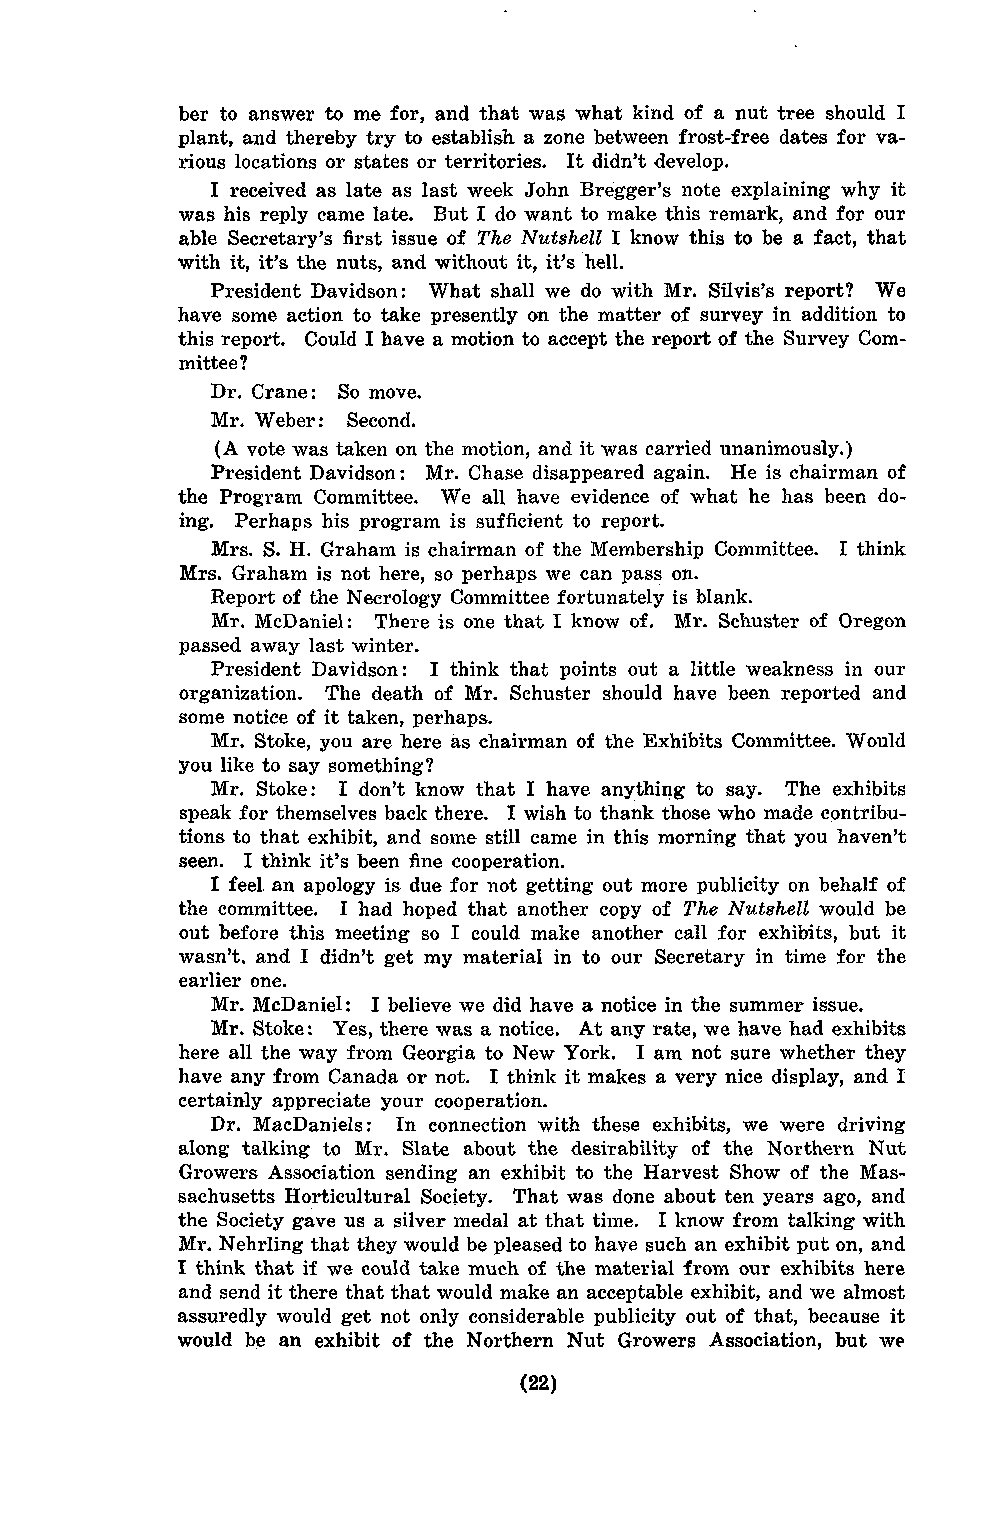 ber to answer to me for, and that was what kind of a nut tree should I
plant, and thereby try to establish a zone between frost-free dates for va-
rious locations or states or territories. It didn't develop.
I received as late as last week John Bregger's note explaining why it
was his reply came late. But I do want to make this remark, and for our
able Secretary's first issue of The Nutshell I know this to be a fact, that
with it, it's the nuts, and without it, it's hell.
President Davidson: What shall we do with Mr. Silvis's report? We
have some action to take presently on the matter of survey in addition to
this report. Could I have a motion to accept the report of the Survey Com-
mittee?
Dr. Crane: So move.
Mr. Weber: Second.
(A vote was taken on the motion, and it was carried unanimously.)
President Davidson: Mr. Chase disappeared again. He is chairman of
the Program Committee. We all have evidence of what he has been do-
ing. Perhaps his program is sufficient to report.
Mrs. S. H. Graham is chairman of the Membership Committee. I think
Mrs. Graham is not here, so perhaps we can pass on.
Report of the Necrology Committee fortunately is blank.
Mr. McDaniel: There is one that I know of. Mr. Schuster of Oregon
passed away last winter.
President Davidson: I think that points out a little weakness in our
organization. The death of Mr. Schuster should have been reported and
some notice of it taken, perhaps.
Mr. Stoke, you are here as chairman of the Exhibits Committee. Would
you like to say something?
Mr. Stoke: I don't know that I have anything to say. The exhibits
speak for themselves back there. I wish to thank those who made contribu-
tions to that exhibit, and some still came in this morning that you haven't
seen. I think it's been fine cooperation.
I feel an apology is due for not getting out more publicity on behalf of
the committee. I had hoped that another copy of The Nutshell would be
out before this meeting so I could make another call for exhibits, but it
wasn't, and I didn't get my material in to our Secretary in time for the
earlier one.
Mr. McDaniel: I believe we did have a notice in the summer issue.
Mr. Stoke: Yes, there was a notice. At any rate, we have had exhibits
here all the way from Georgia to New York. I am not sure whether they
have any from Canada or not. I think it makes a very nice display, and I
certainly appreciate your cooperation.
Dr. MacDaniels: In connection with these exhibits, we were driving
along talking to Mr. Slate about the desirability of the Northern Nut
Growers Association sending an exhibit to the Harvest Show of the Mas-
sachusetts Horticultural Society. That was done about ten years ago, and
the Society gave us a silver medal at that time. I know from talking with
Mr. Nehrling that they would be pleased to have such an exhibit put on, and
I think that if we could take much of the material from our exhibits here
and send it there that that would make an acceptable exhibit, and we almost
assuredly would get not only considerable publicity out of that, because it
would be an exhibit of the Northern Nut Growers Association, but we
(22)